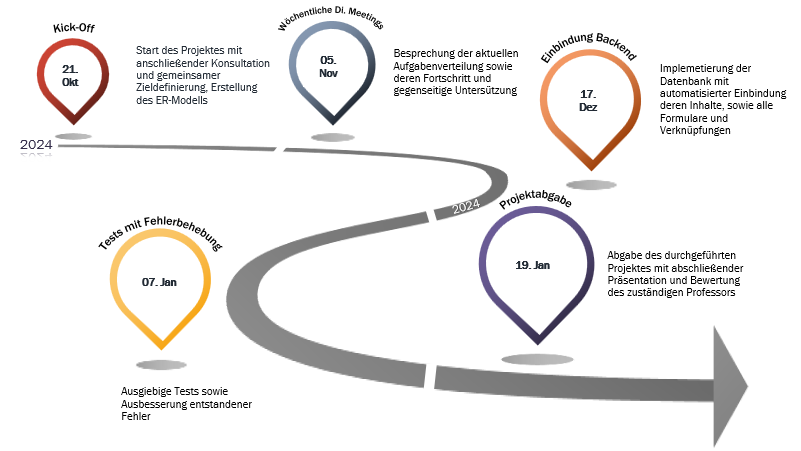 Kick-Off
21.
Okt
Start des Projektes mit
anschließender Konsultation
und gemeinsamer
Zieldefinierung, Erstellung
des ER-Modells
Wöchentliche Di. Meetings
05.
Nov
Besprechung der aktuellen
Aufgabenverteilung sowie
deren Fortschritt und
gegenseitige Untersützung
Einbindung Backend
17.
Dez
Implemetierung der
Datenbank mit
automatisierter Einbindung
deren Inhalte, sowie alle
Formulare und
Verknüpfungen
2024
2024
Tests mit Fehlerbehebung
07. Jan
Ausgiebige Tests sowie
Ausbesserung entstandener
Fehler
Projektabgabe
19. Jan
Abgabe des durchgeführten
Projektes mit abschließender
Präsentation und Bewertung
des zuständigen Professors